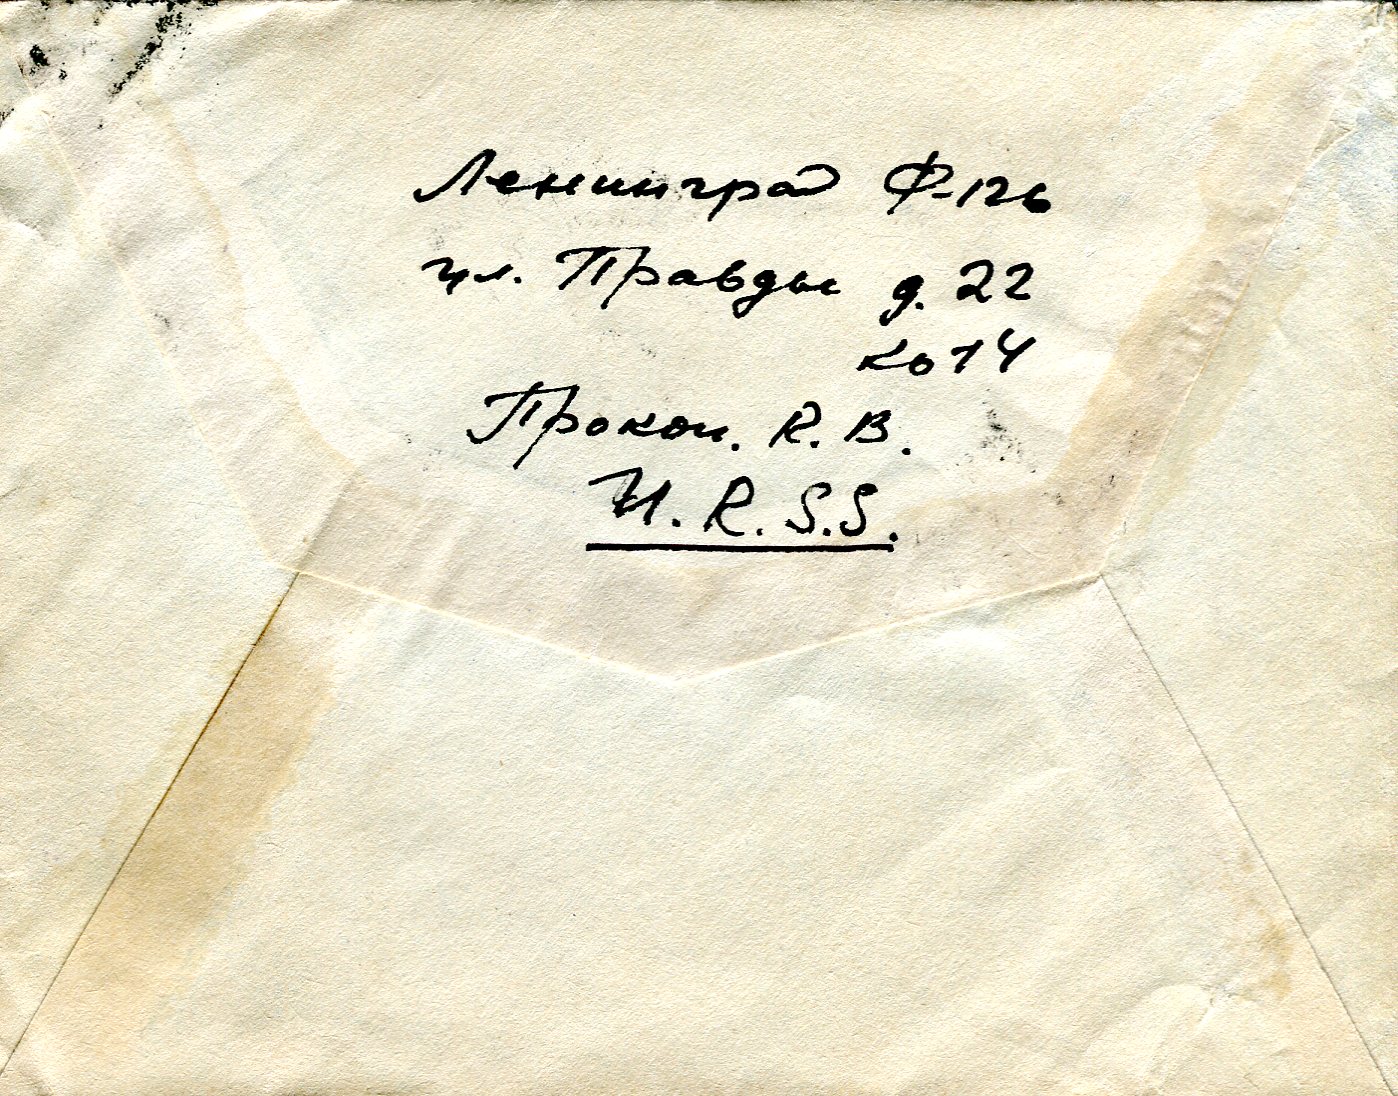 Ленинград Ф-126
ул. Правды д. 22
кв 14
Прокоп. R. В.
U. R. S. S.